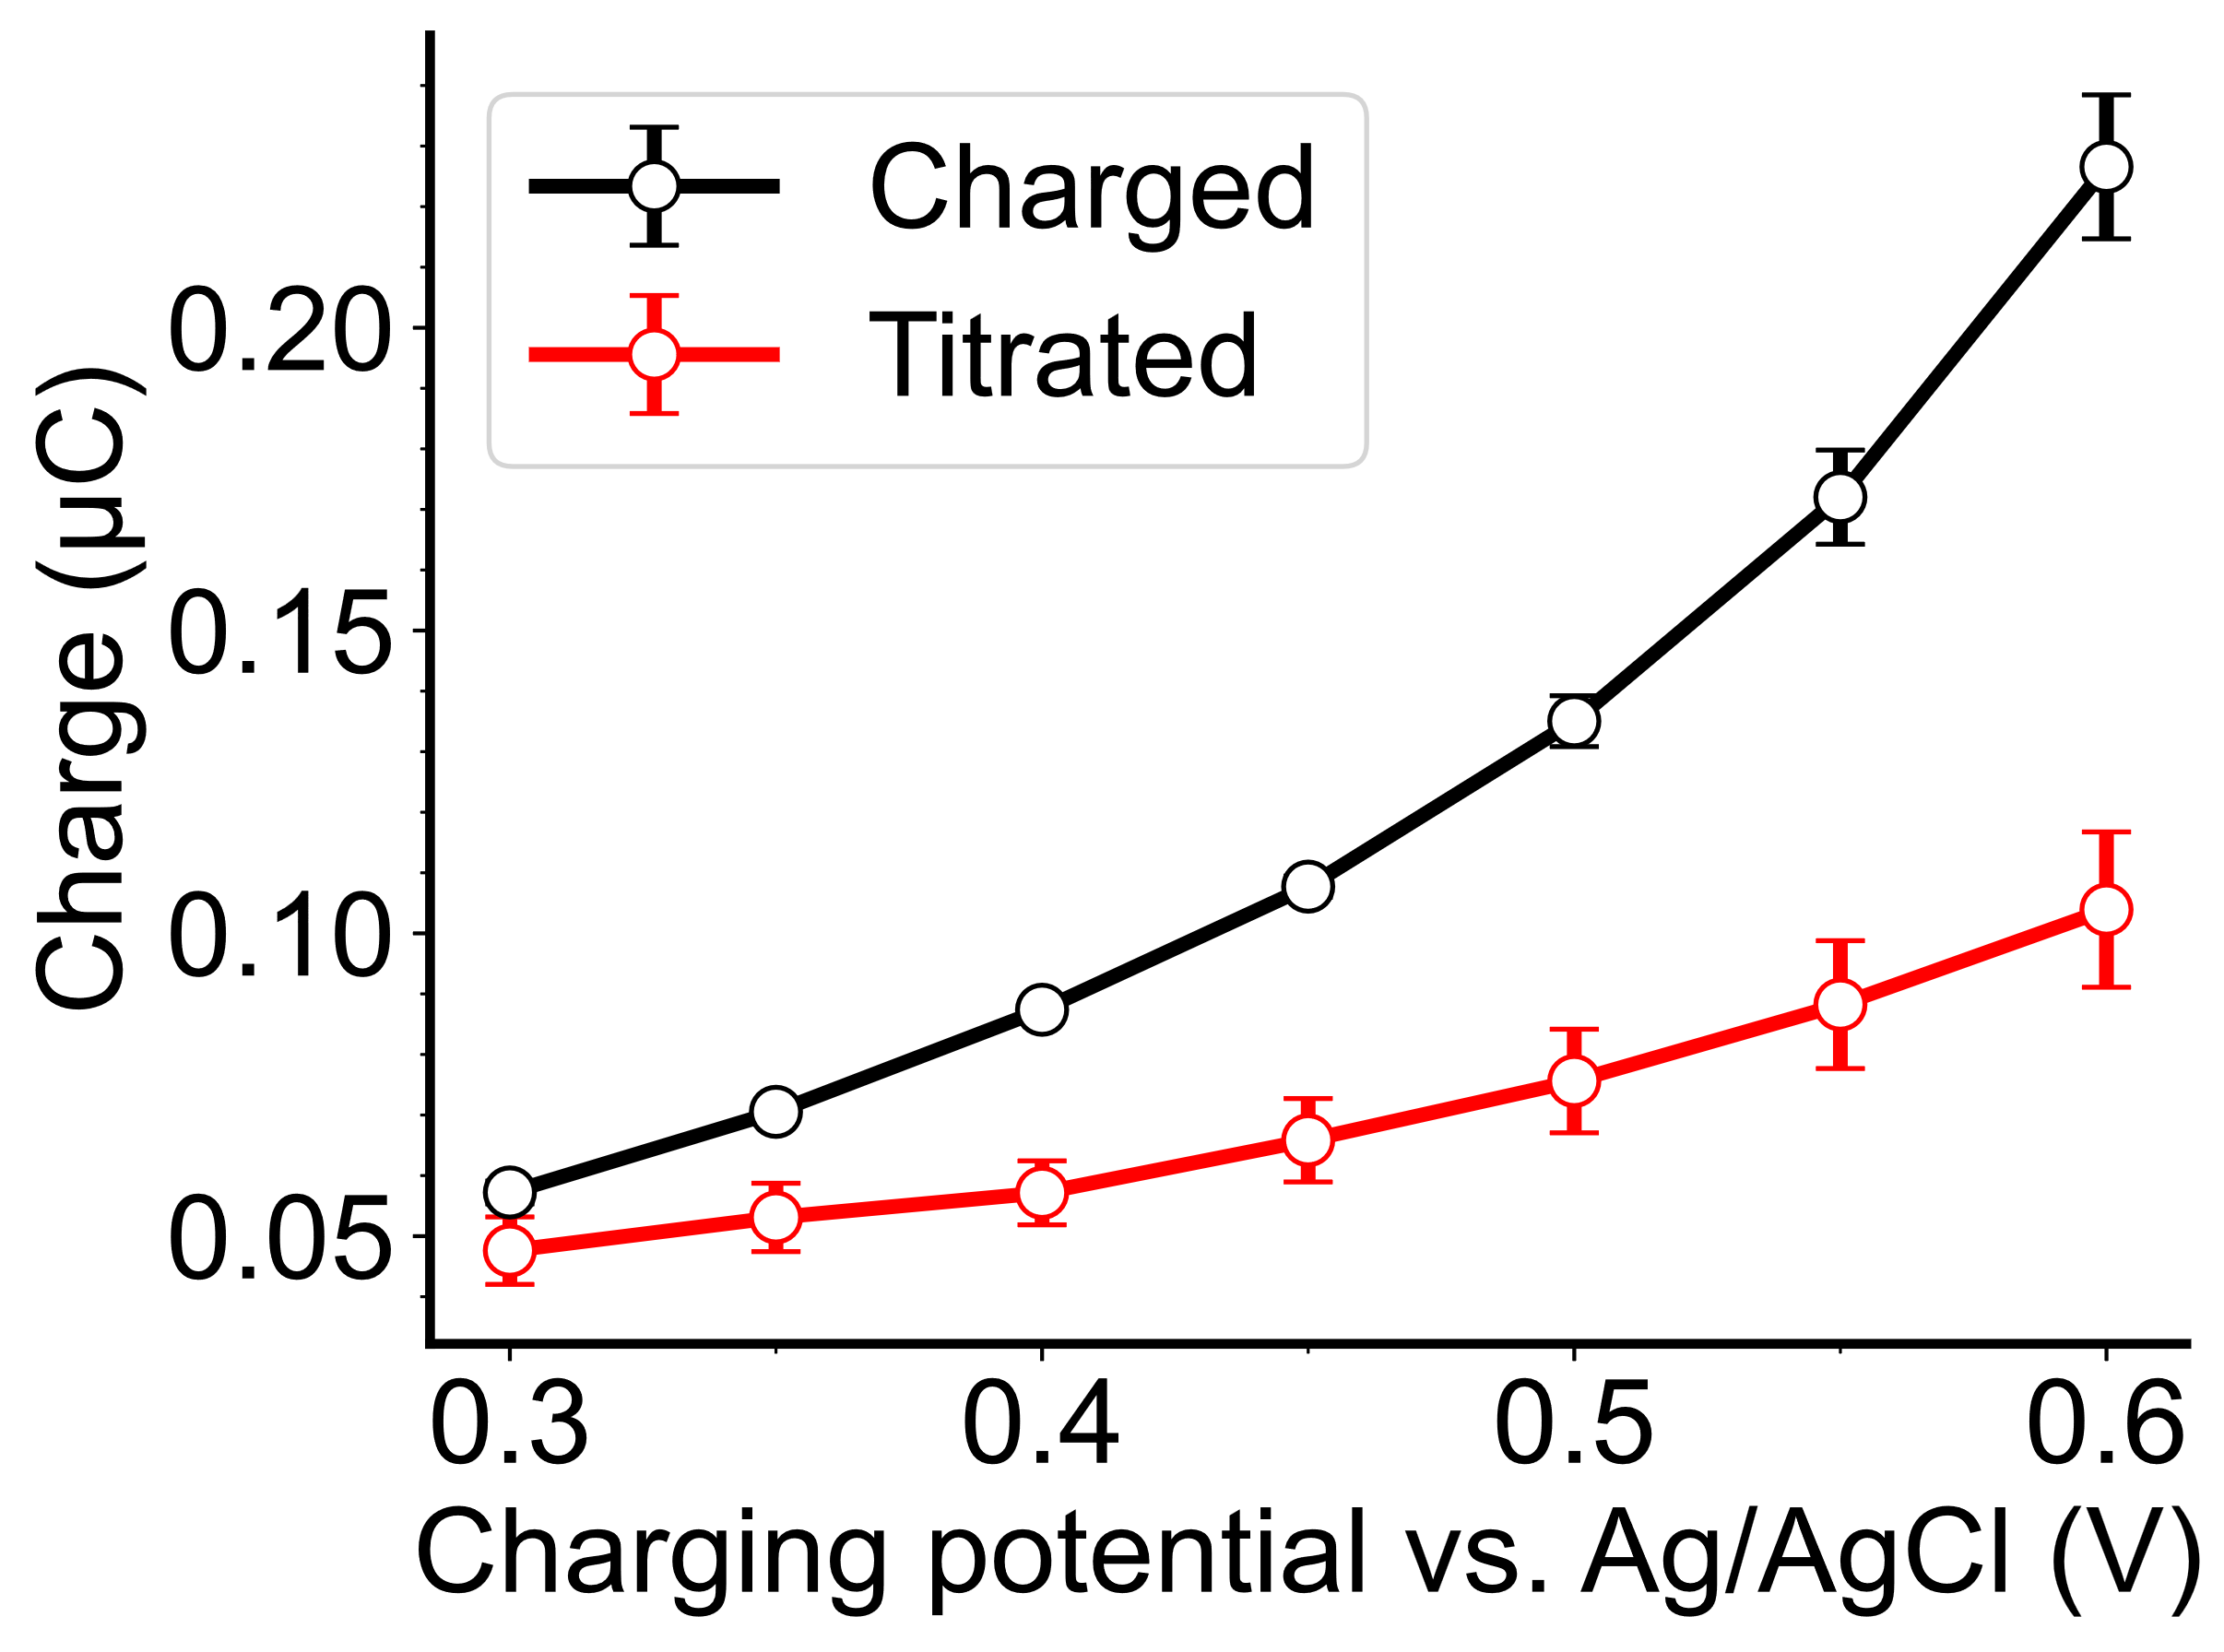 Charged
Titrated
0.20
0.15
0.10
0.05
Charge (µC)
0.3 0.4 0.5 0.6
Charging potential vs. Ag/AgCl (V)